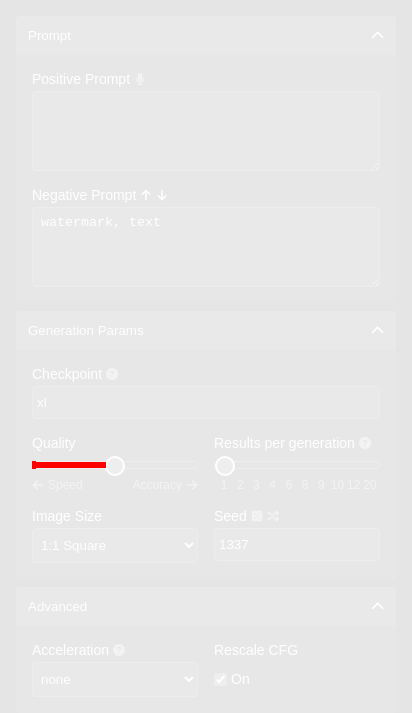 Prompt
Positive Prompt
Negative Prompt
watermark, text
Generation Params
Checkpoint
xl
Quality
Results per generation
Speed
Accuracy
1 2 3 4 6 8 9 10 12 20
Image Size
Seed
1:1 Square
1337
Advanced
Acceleration
Rescale CFG
none
On